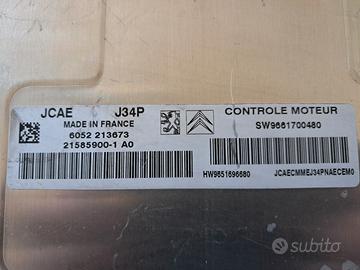 JCAE J34P
MADE IN FRANCE
6052 213673
21585900-1 A0
CONTROLE MOTEUR
SW9661700480
HW9651696680
JCAECMMEJ34PNAECEM0
subito